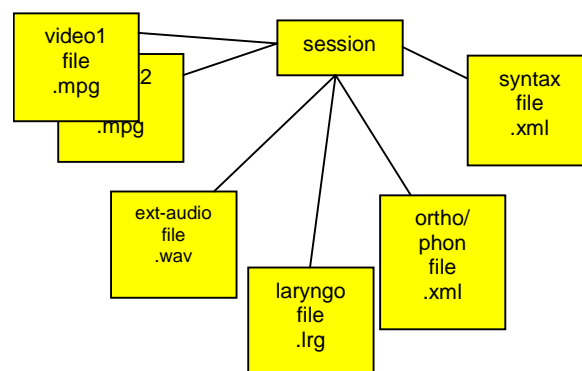 video1
file
.mpg
2
.mpg
session
syntax
file
.xml
ext-audio
file
.wav
laryngo
file
.lrg
ortho/
phon
file
.xml